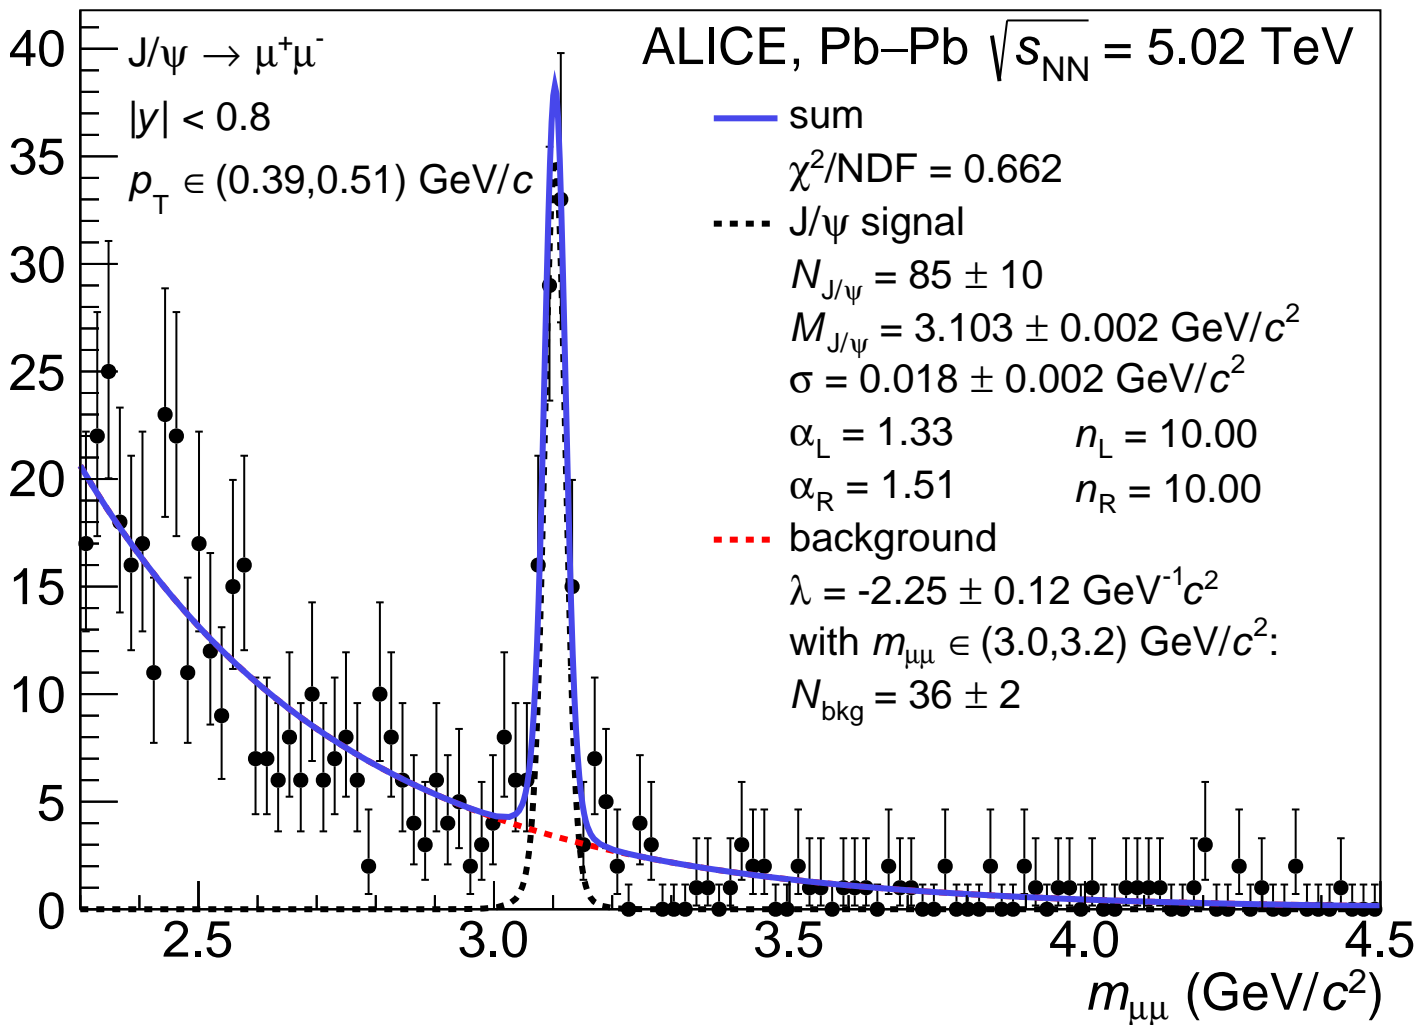 J/ψ → μ⁺μ⁻
|y| < 0.8
p_T ∈ (0.39,0.51) GeV/c
ALICE, Pb–Pb √s_NN = 5.02 TeV
sum
χ²/NDF = 0.662
J/ψ signal
N_J/ψ = 85 ± 10
M_J/ψ = 3.103 ± 0.002 GeV/c²
σ = 0.018 ± 0.002 GeV/c²
α_L = 1.33 n_L = 10.00
α_R = 1.51 n_R = 10.00
background
λ = -2.25 ± 0.12 GeV⁻¹c²
with m_μμ ∈ (3.0,3.2) GeV/c²:
N_bkg = 36 ± 2
40
35
30
25
20
15
10
5
0
2.5 3.0 3.5 4.0 4.5
m_μμ (GeV/c²)